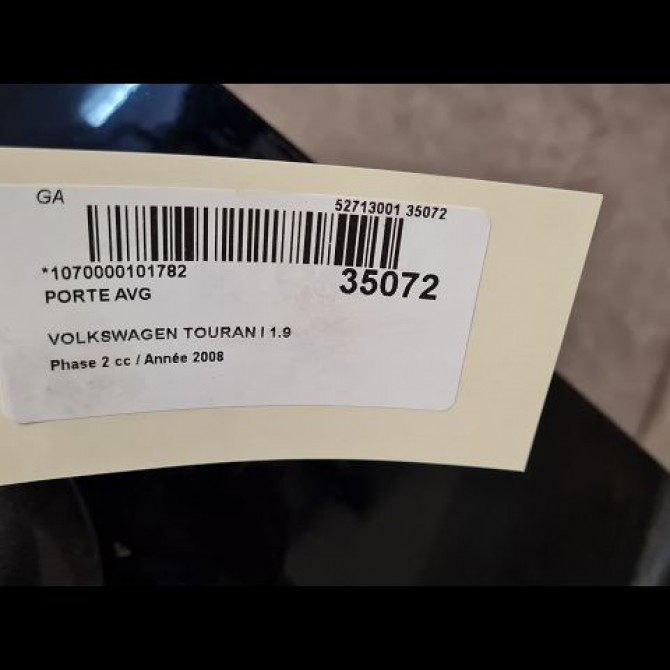 GA
52713001 35072
*1070000101782
35072
PORTE AVG
VOLKSWAGEN TOURAN I 1.9
Phase 2 cc / Année 2008